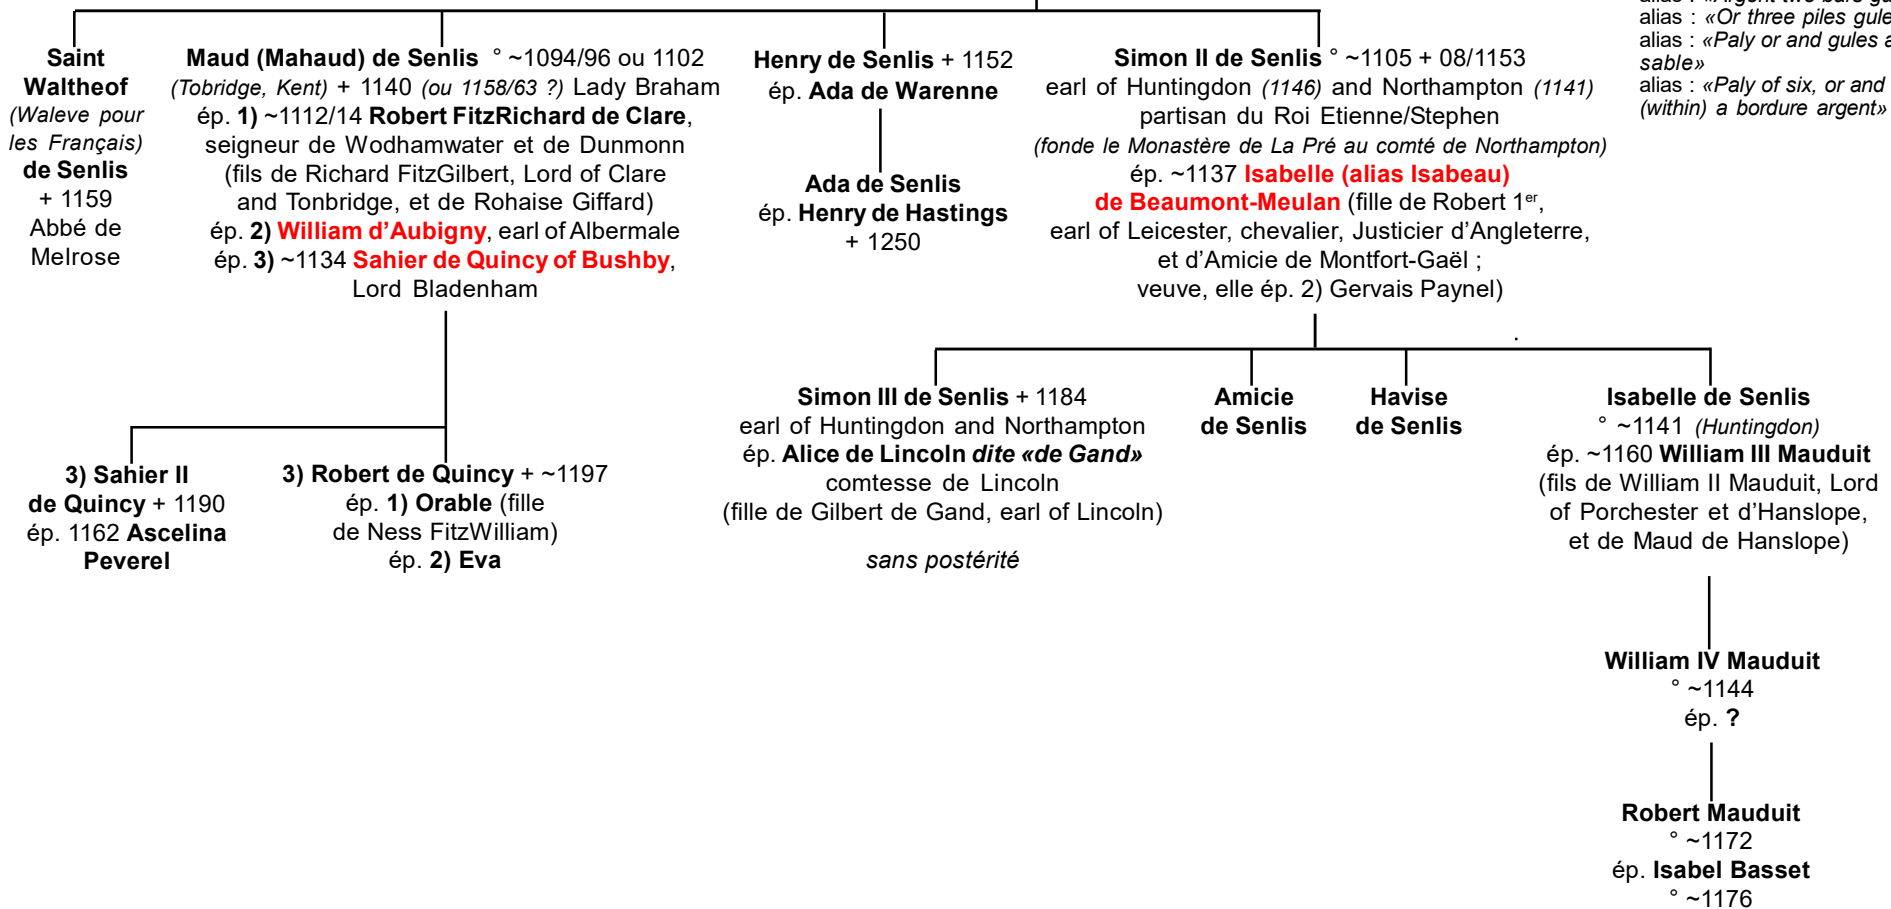 alias : «Or three piles gule
alias : «Paly or and gules a
sable»
alias : «Paly of six, or and
(within) a bordure argent»
Saint
Waltheof
(Waleve pour
les Français)
de Senlis
+ 1159
Abbé de
Melrose
Maud (Mahaud) de Senlis ° ~1094/96 ou 1102
(Tobridge, Kent) + 1140 (ou 1158/63 ?) Lady Braham
ép. 1) ~1112/14 Robert FitzRichard de Clare,
seigneur de Wodhamwater et de Dunmonn
(fils de Richard FitzGilbert, Lord of Clare
and Tonbridge, et de Rohaise Giffard)
ép. 2) William d'Aubigny, earl of Albermale
ép. 3) ~1134 Sahier de Quincy of Bushby,
Lord Bladenham
Henry de Senlis + 1152
ép. Ada de Warenne
Ada de Senlis
ép. Henry de Hastings
+ 1250
Simon II de Senlis ° ~1105 + 08/1153
earl of Huntingdon (1146) and Northampton (1141)
partisan du Roi Etienne/Stephen
(fonde le Monastère de La Pré au comté de Northampton)
ép. ~1137 Isabelle (alias Isabeau)
de Beaumont-Meulan (fille de Robert 1er,
earl of Leicester, chevalier, Justicier d'Angleterre,
et d'Amicie de Montfort-Gaël ;
veuve, elle ép. 2) Gervais Paynel)
3) Sahier II
de Quincy + 1190
ép. 1162 Ascelina
Peverel
3) Robert de Quincy + ~1197
ép. 1) Orable (fille
de Ness FitzWilliam)
ép. 2) Eva
Simon III de Senlis + 1184
earl of Huntingdon and Northampton
ép. Alice de Lincoln dite «de Gand»
comtesse de Lincoln
(fille de Gilbert de Gand, earl of Lincoln)
sans postérité
Amicie
de Senlis
Havise
de Senlis
Isabelle de Senlis
° ~1141 (Huntingdon)
ép. ~1160 William III Mauduit
(fils de William II Mauduit, Lord
of Porchester et d'Hanslope,
et de Maud de Hanslope)
William IV Mauduit
° ~1144
ép. ?
Robert Mauduit
° ~1172
ép. Isabel Basset
° ~1176